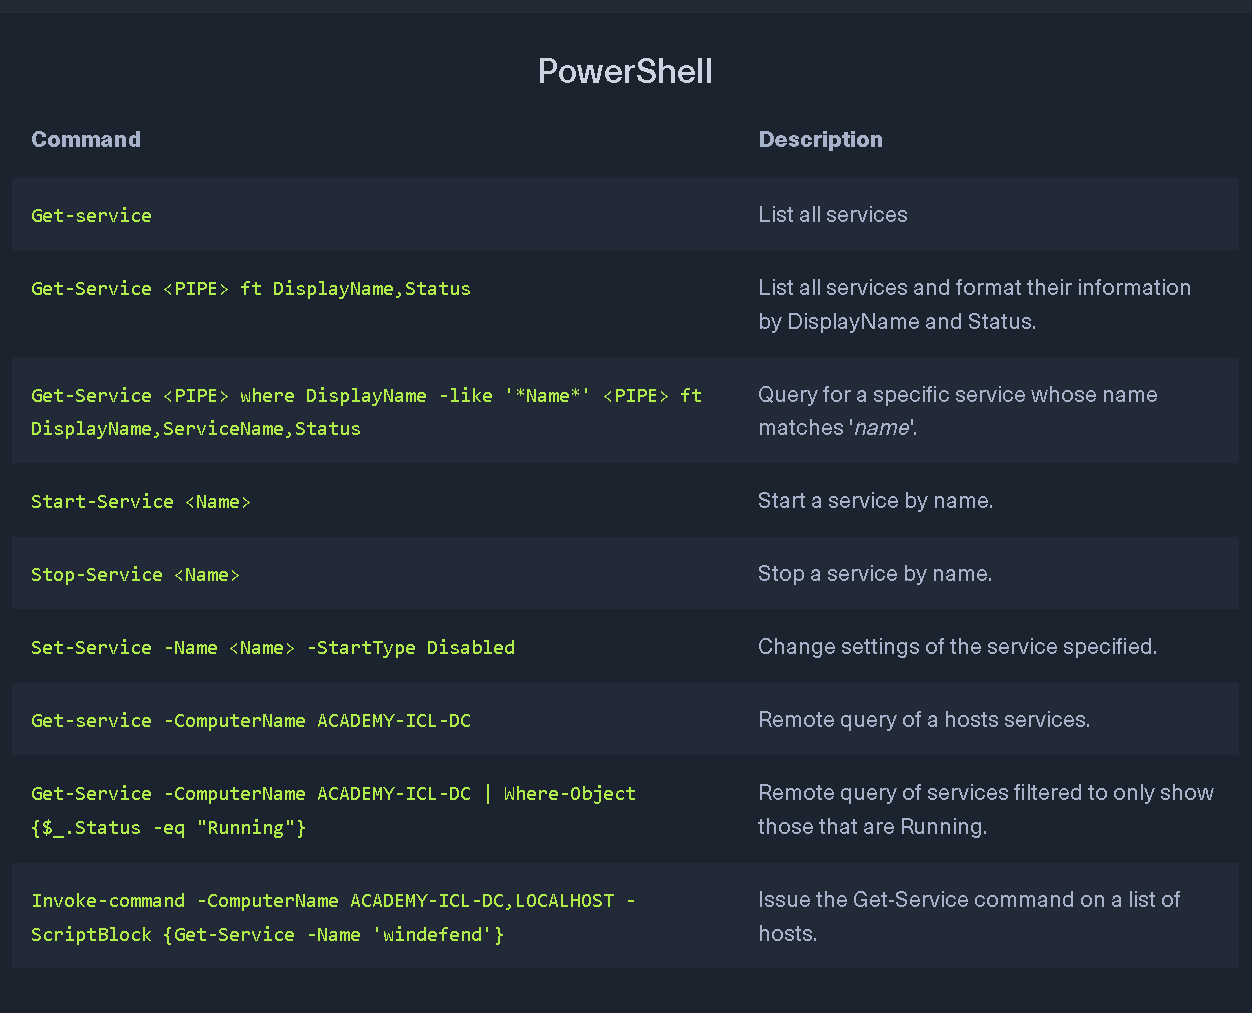 PowerShell
Command Description
Get-service List all services
Get-Service <PIPE> ft DisplayName,Status List all services and format their information
by DisplayName and Status.
Get-Service <PIPE> where DisplayName -like '*Name*' <PIPE> ft Query for a specific service whose name
DisplayName,ServiceName,Status matches 'name'.
Start-Service <Name> Start a service by name.
Stop-Service <Name> Stop a service by name.
Set-Service -Name <Name> -StartType Disabled Change settings of the service specified.
Get-service -ComputerName ACADEMY-ICL-DC Remote query of a hosts services.
Get-Service -ComputerName ACADEMY-ICL-DC | Where-Object Remote query of services filtered to only show
{$_.Status -eq "Running"} those that are Running.
Invoke-command -ComputerName ACADEMY-ICL-DC,LOCALHOST - Issue the Get-Service command on a list of
ScriptBlock {Get-Service -Name 'windefend'} hosts.